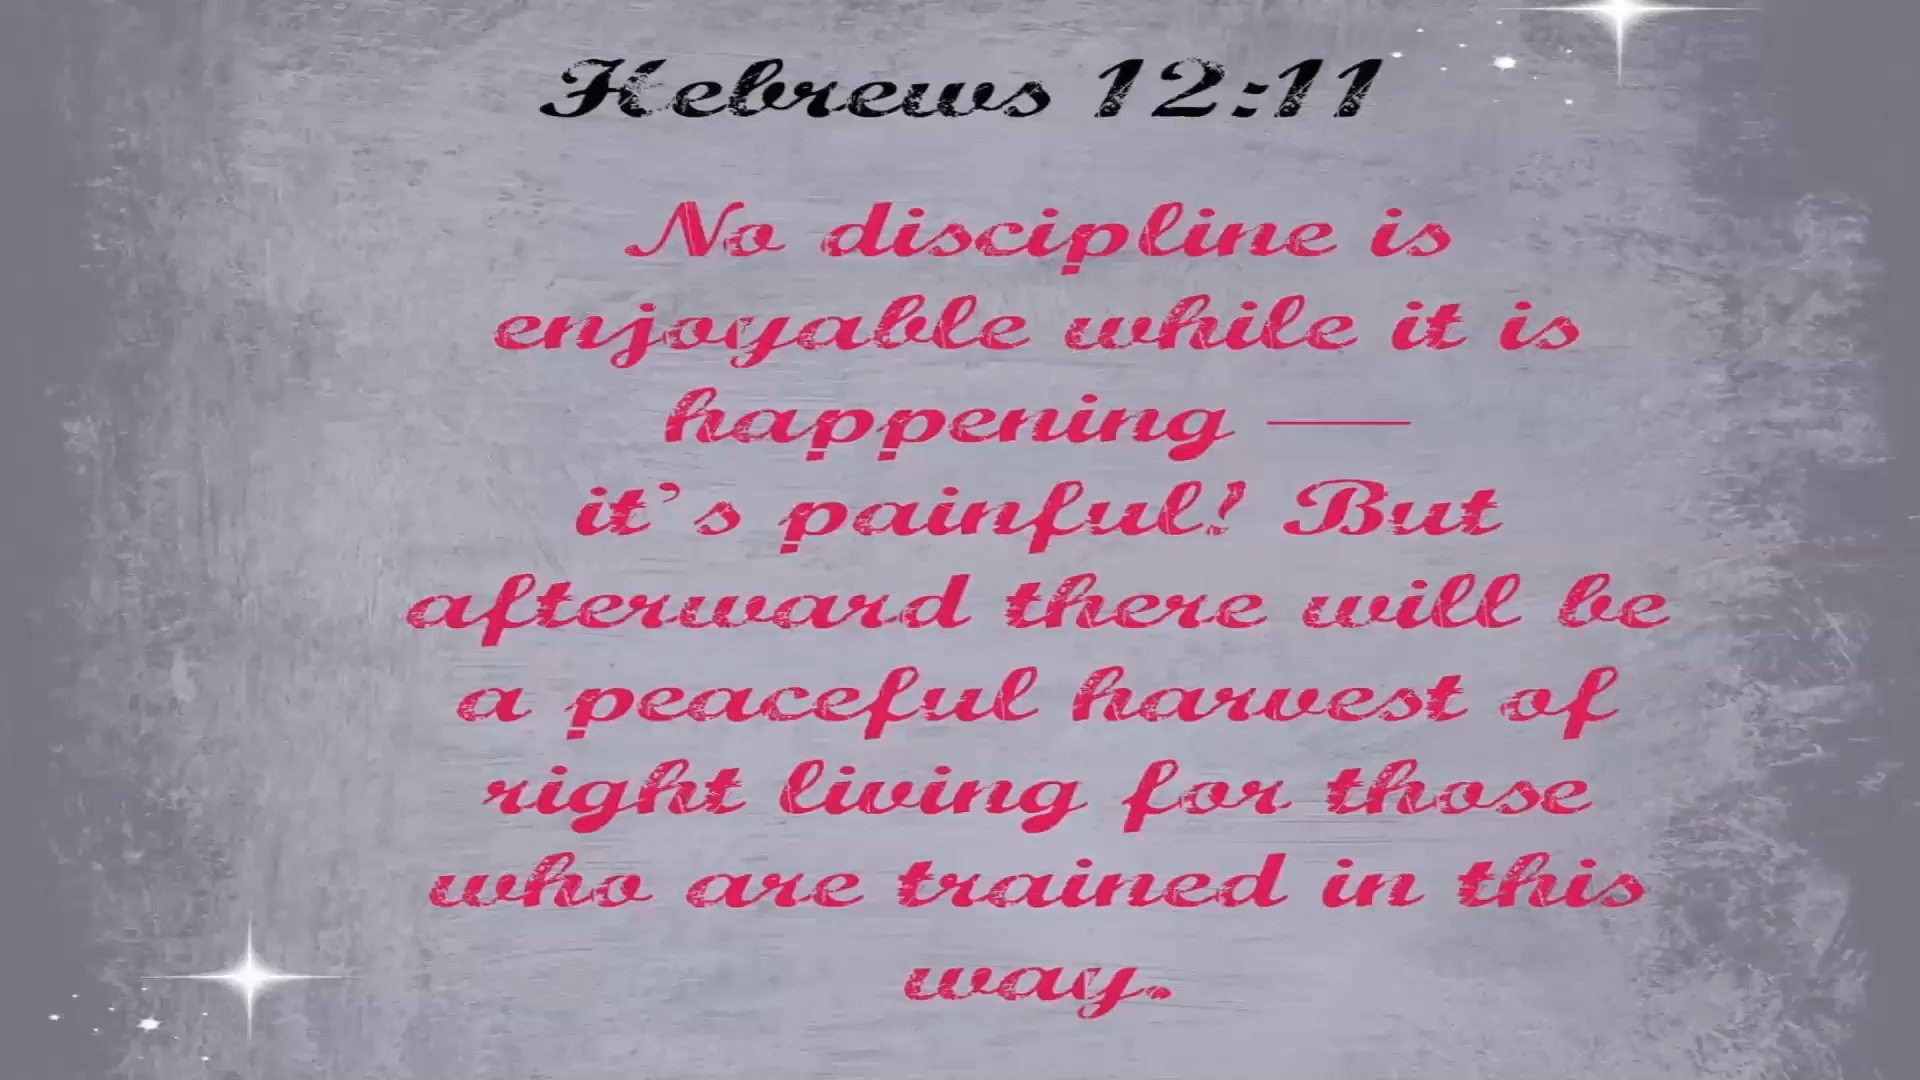 Hebrews 12:11
No discipline is
enjoyable while it is
happening —
it’s painful! But
afterward there will be
a peaceful harvest of
right living for those
who are trained in this
way.